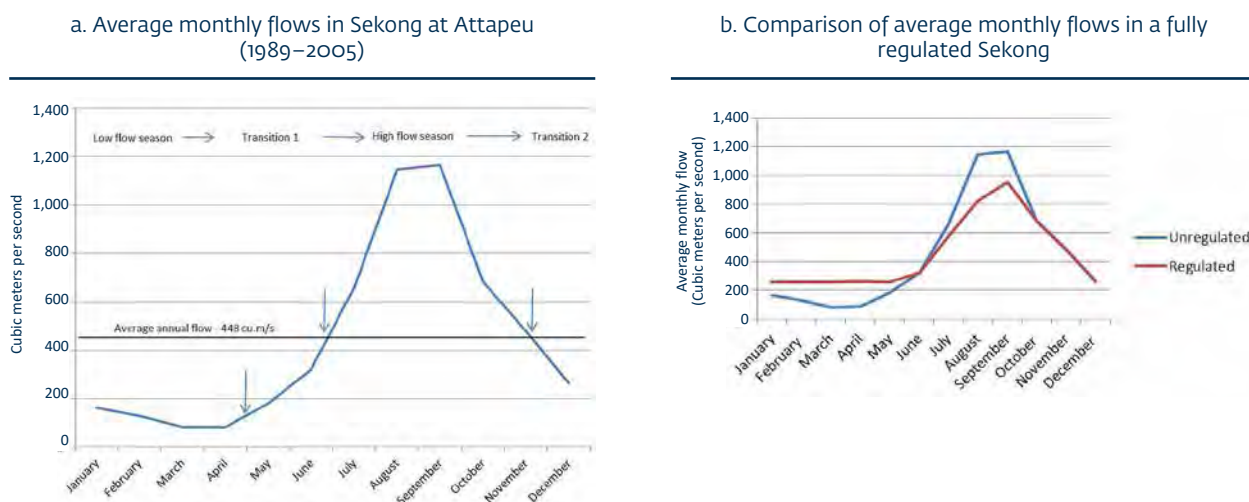 a. Average monthly flows in Sekong at Attapeu
(1989–2005)
1,400
1,200
1,000
800
600
400
200
0
Cubic meters per second
Low flow season
Transition 1
High flow season
Transition 2
Average annual flow - 448 cu.m/s
January
February
March
April
May
June
July
August
September
October
November
December
b. Comparison of average monthly flows in a fully
regulated Sekong
1,400
1,200
1,000
800
600
400
200
0
Average monthly flow
(Cubic meters per second)
January
February
March
April
May
June
July
August
September
October
November
December
Unregulated
Regulated